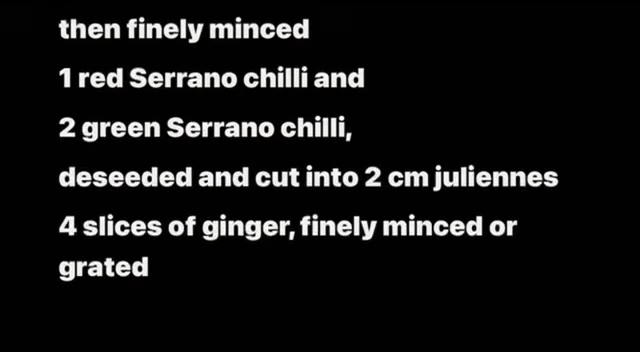 then finely minced
1 red Serrano chilli and
2 green Serrano chilli,
deseeded and cut into 2 cm juliennes
4 slices of ginger, finely minced or
grated